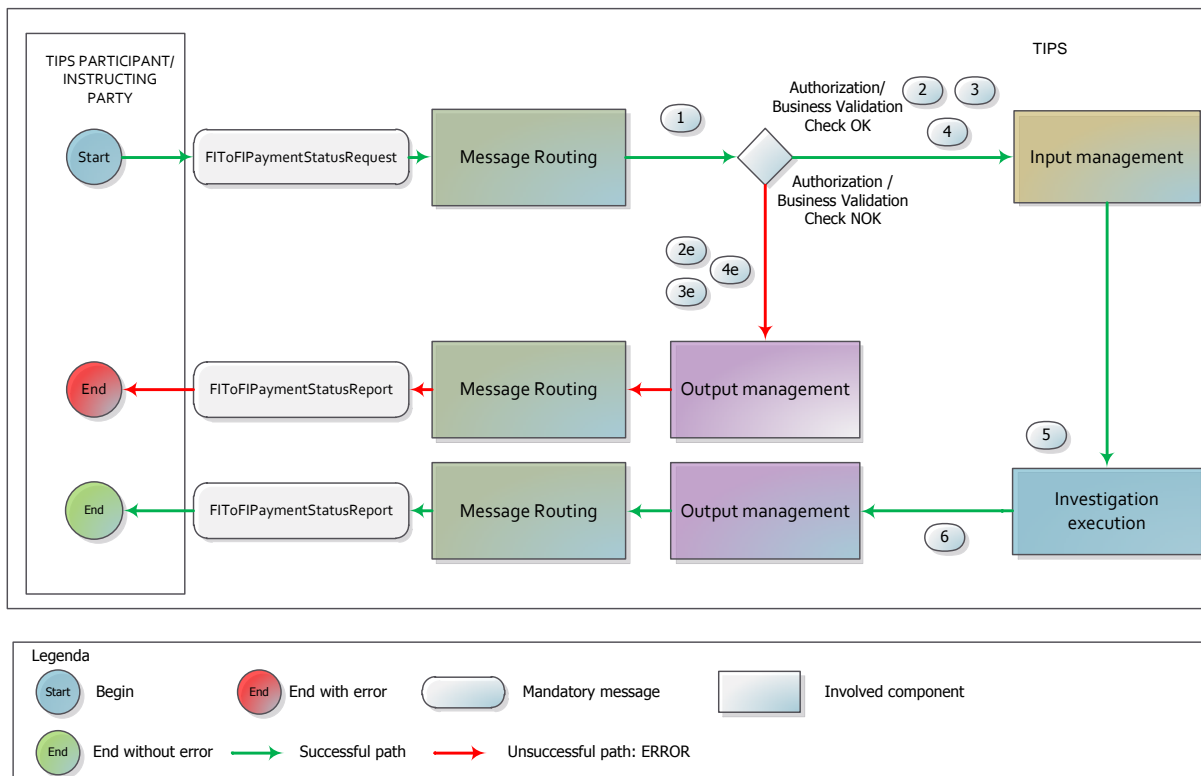 TIPS PARTICIPANT/
INSTRUCTING
PARTY
TIPS
Start
FIToFIPaymentStatusRequest
Message Routing
1
Authorization/
Business Validation
Check OK
2
3
4
Input management
Authorization /
Business Validation
Check NOK
2e
4e
3e
End
FIToFIPaymentStatusReport
Message Routing
Output management
5
End
FIToFIPaymentStatusReport
Message Routing
Output management
6
Investigation
execution
Legenda
Start
Begin
End
End with error
Mandatory message
Involved component
End
End without error
Successful path
Unsuccessful path: ERROR